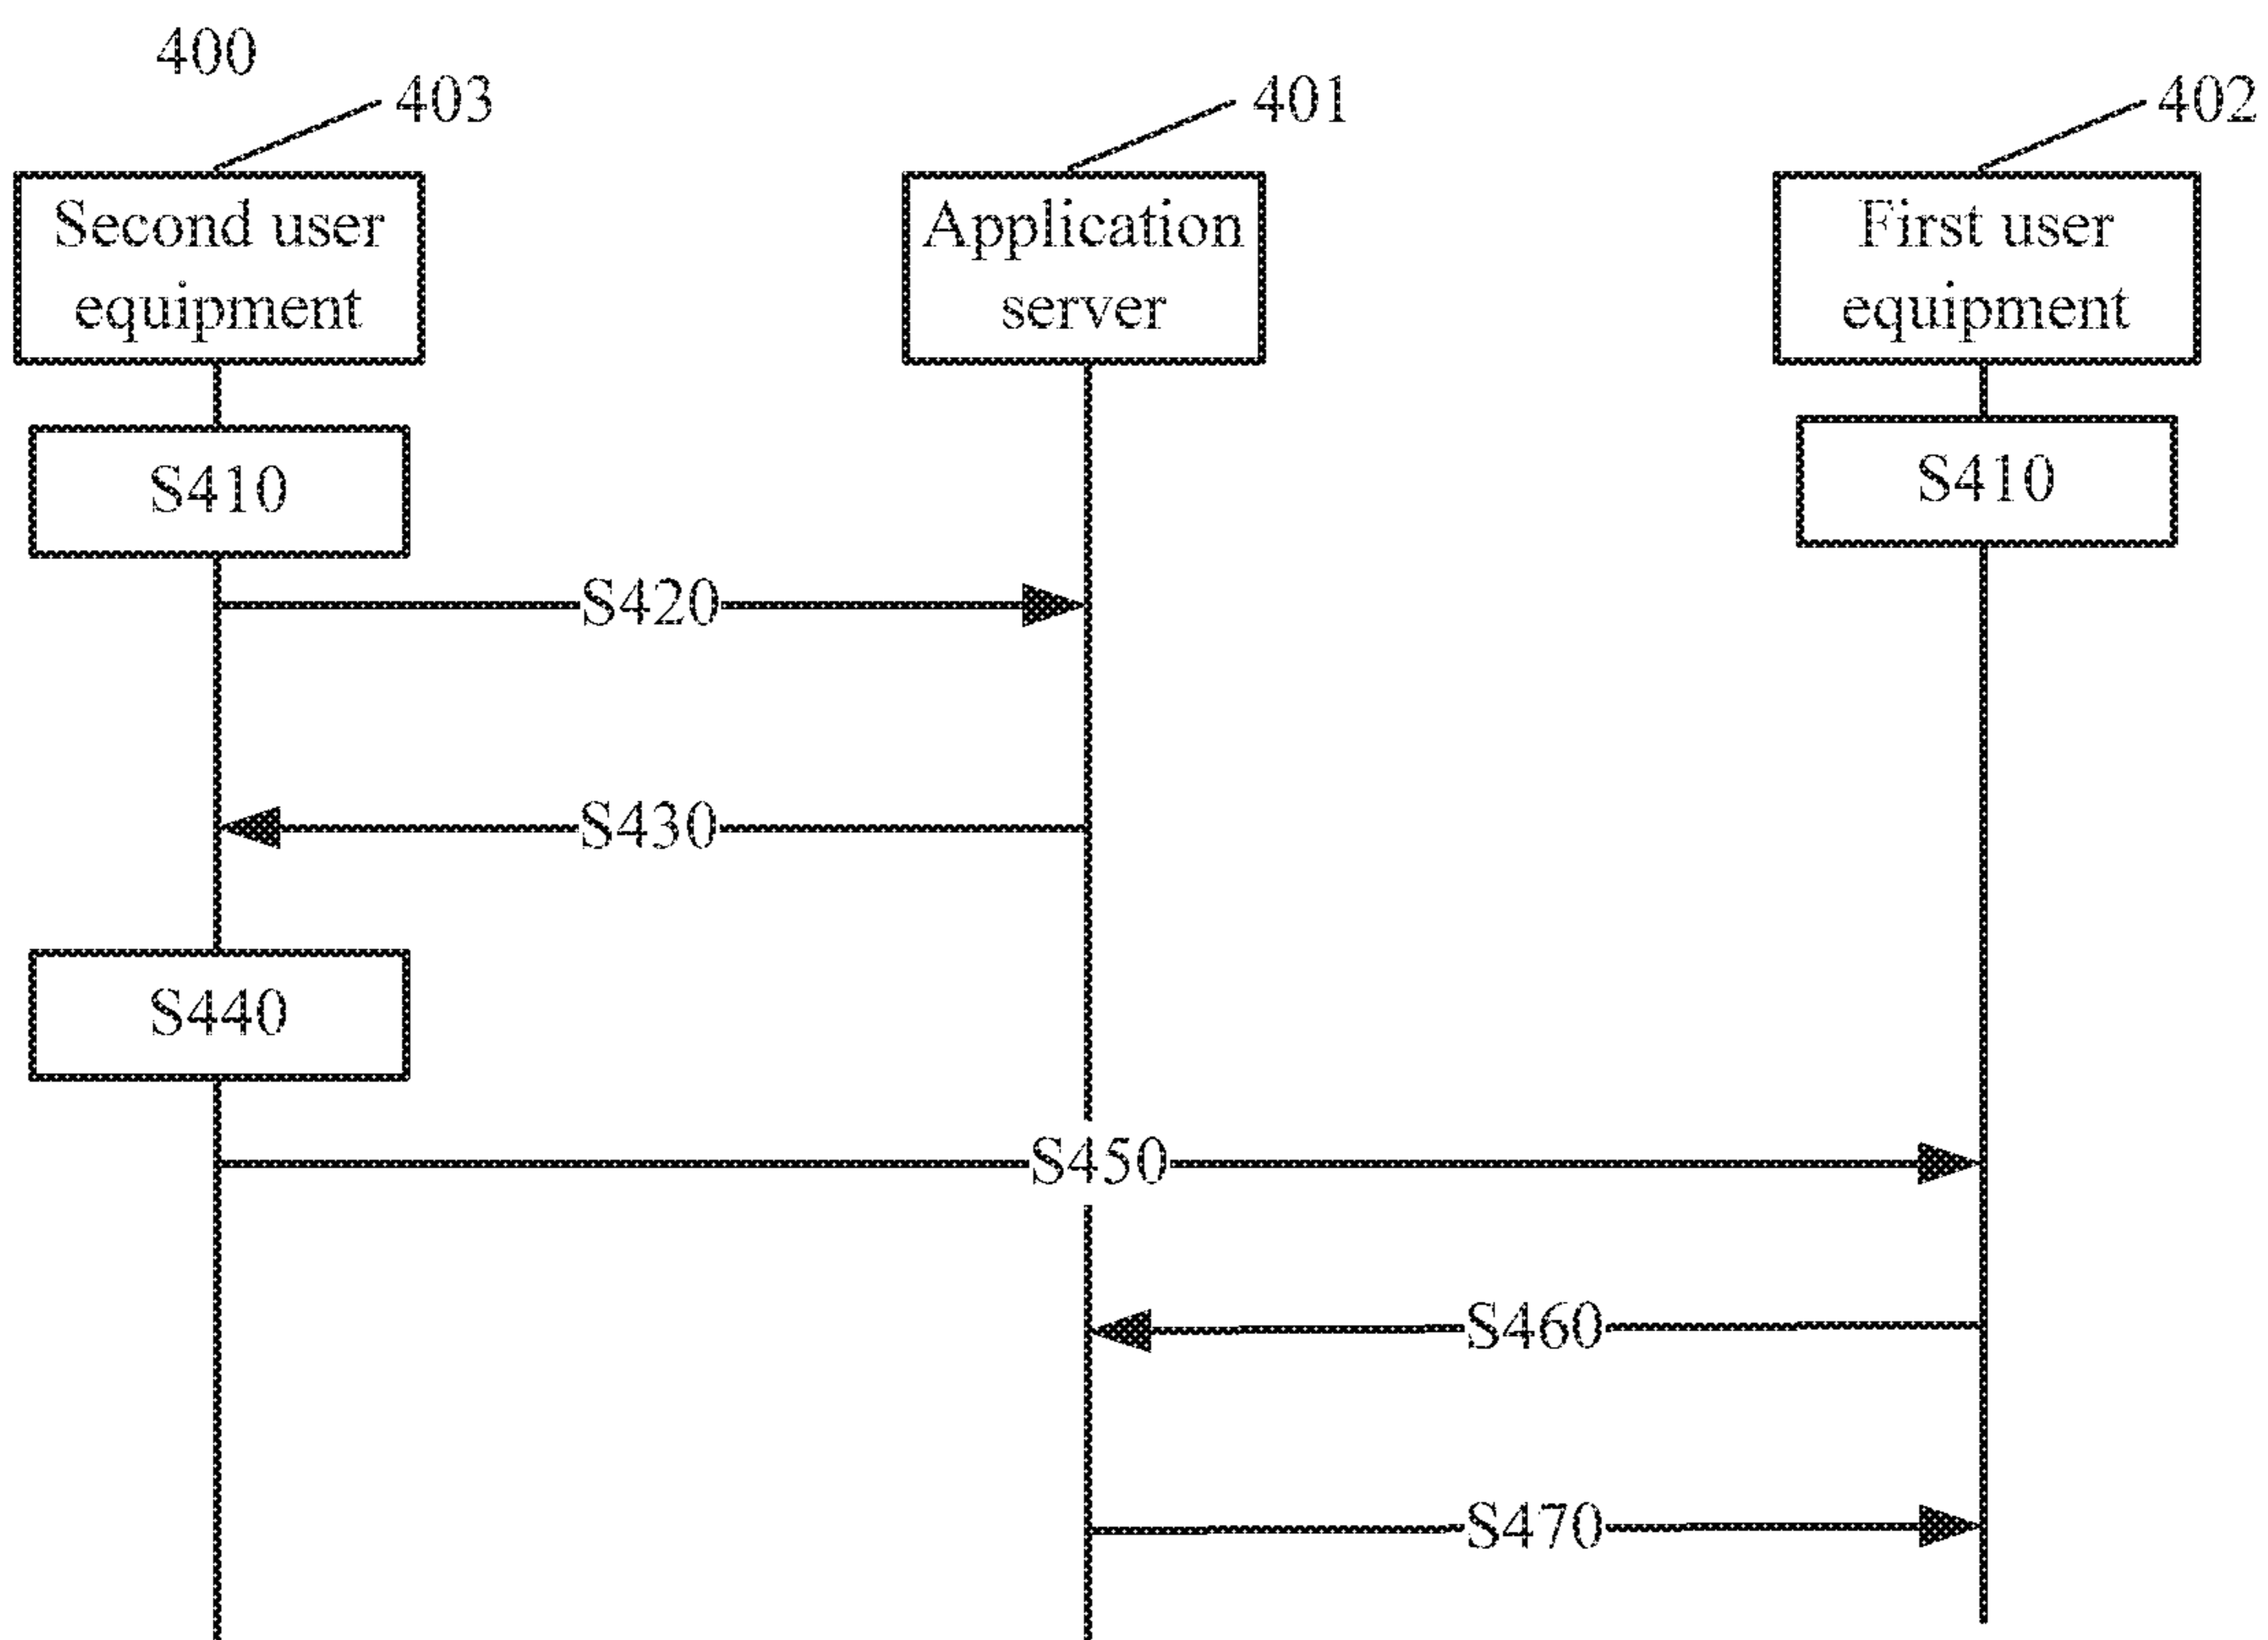 400
403
401
402
Second user
equipment
Application
server
First user
equipment
S410
S410
S420
S430
S440
S450
S460
S470